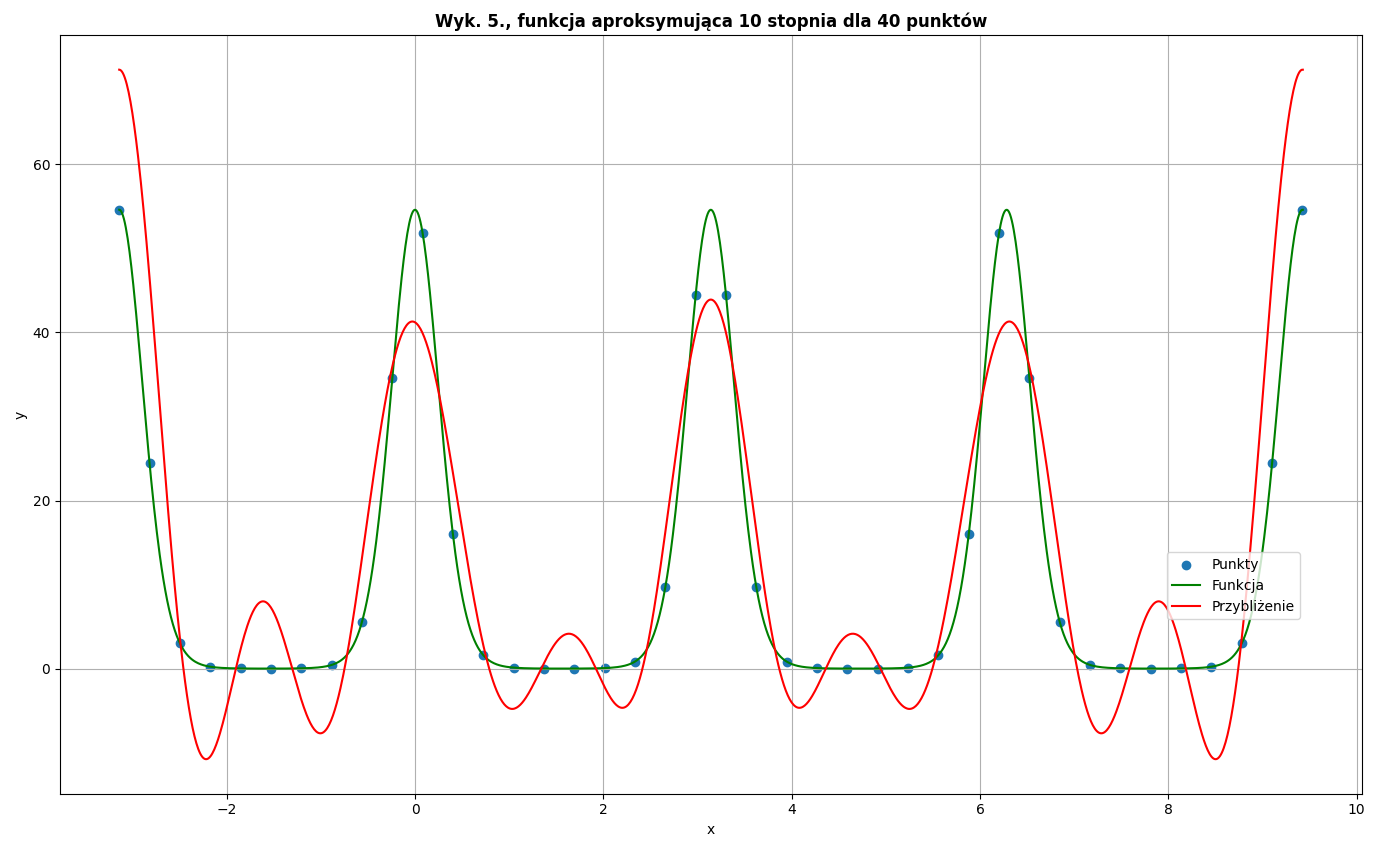 Wyk. 5., funkcja aproksymująca 10 stopnia dla 40 punktów
60
40
20
0
y
Punkty
Funkcja
Przybliżenie
−2
0
2
4
6
8
10
x